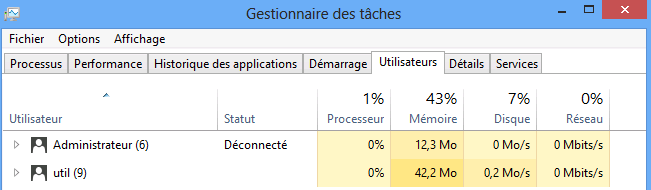 Gestionnaire des tâches
Fichier Options Affichage
Processus Performance Historique des applications Démarrage Utilisateurs Détails Services
1% 43% 7% 0%
Utilisateur Statut Processeur Mémoire Disque Réseau
Administrateur (6) Déconnecté 0% 12,3 Mo 0 Mo/s 0 Mbits/s
util (9) 0% 42,2 Mo 0,2 Mo/s 0 Mbits/s